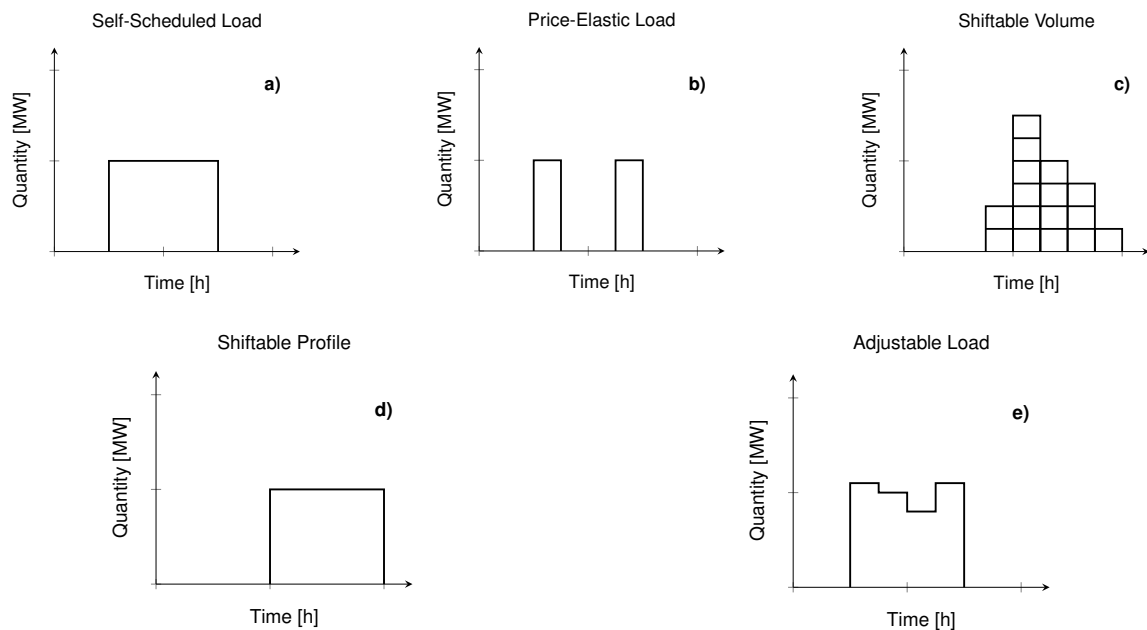 Self-Scheduled Load
a)
Quantity [MW]
Time [h]
Price-Elastic Load
b)
Quantity [MW]
Time [h]
Shiftable Volume
c)
Quantity [MW]
Time [h]
Shiftable Profile
d)
Quantity [MW]
Time [h]
Adjustable Load
e)
Quantity [MW]
Time [h]